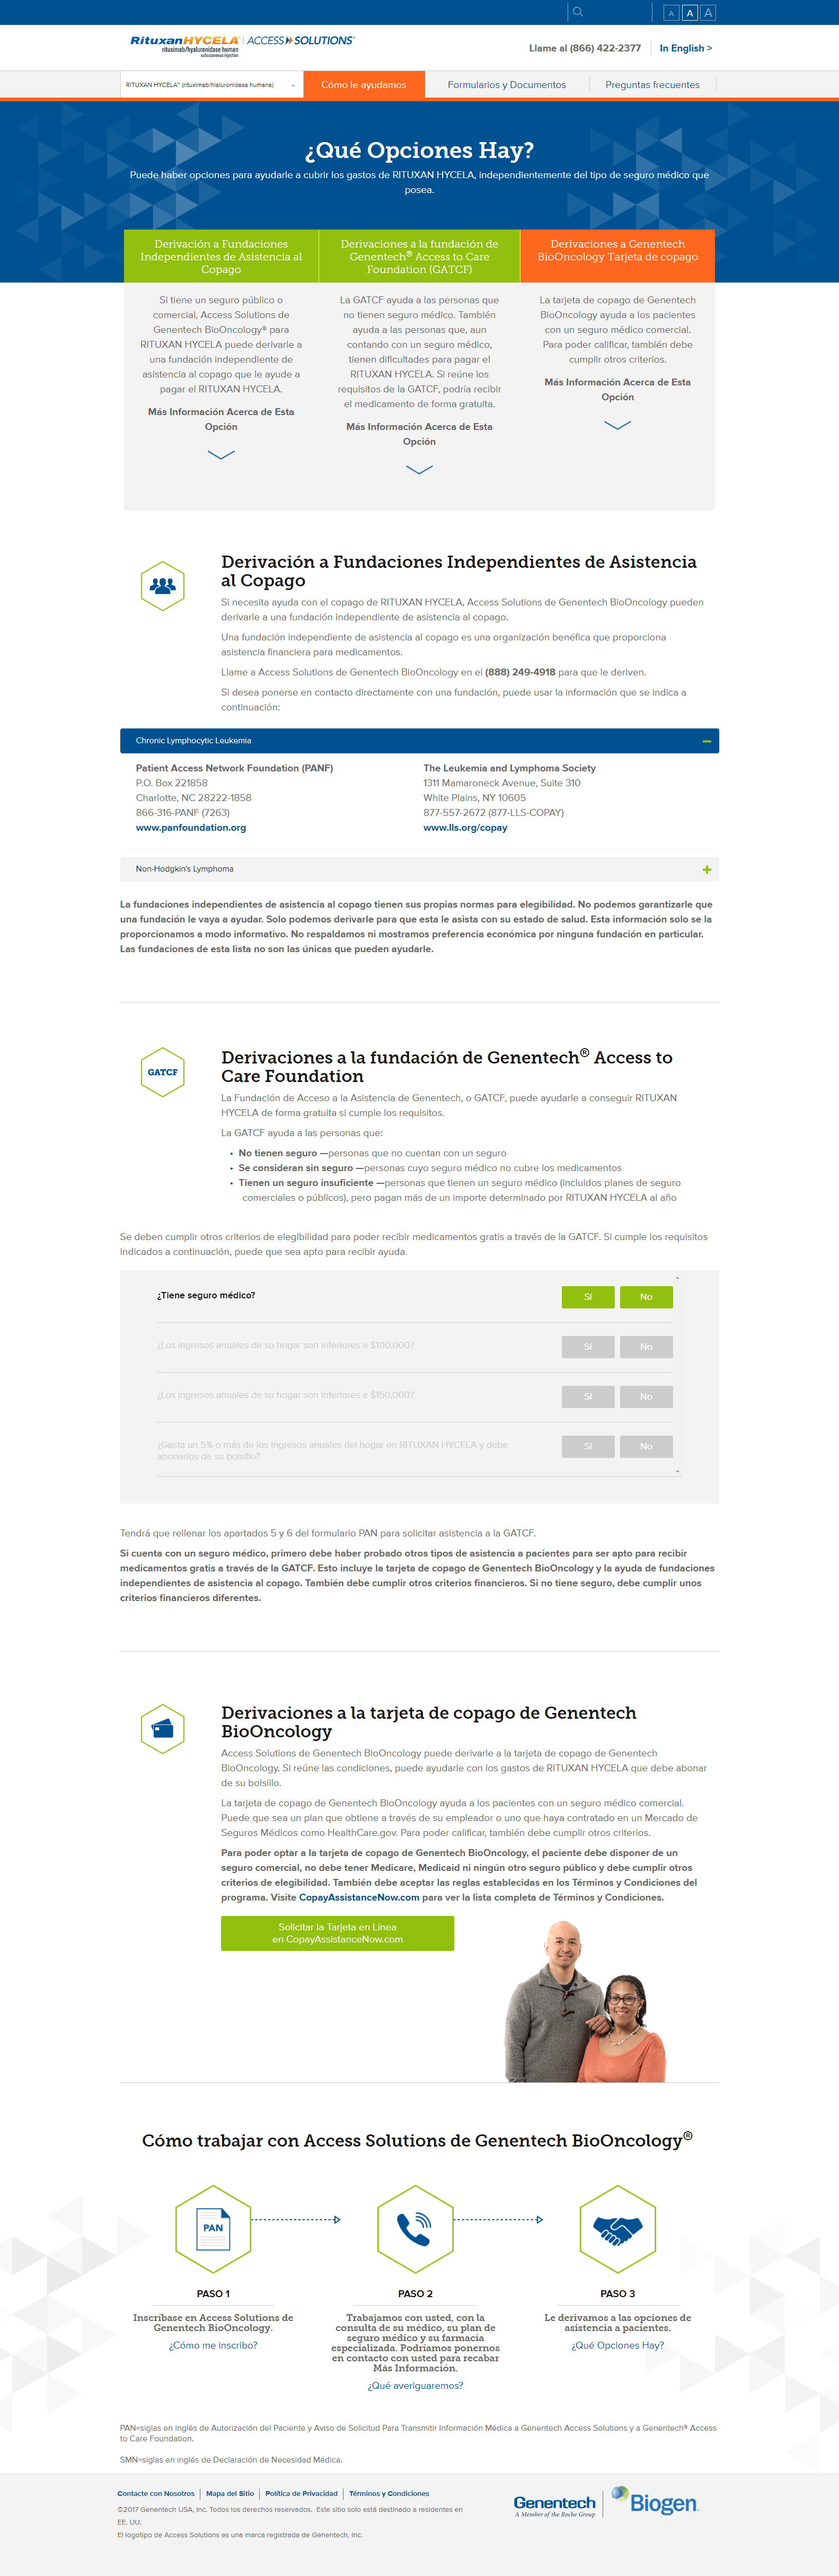 A A A
RITUXAN HYCELA® | ACCESS SOLUTIONS®
rituximab/hyaluronidase human
subcutaneous injection
Llame al (866) 422-2377 In English >
RITUXAN HYCELA™ (rituximab/hialuronidasa humana) Cómo le ayudamos Formularios y Documentos Preguntas frecuentes
¿Qué Opciones Hay?
Puede haber opciones para ayudarle a cubrir los gastos de RITUXAN HYCELA, independientemente del tipo de seguro médico que
posea.
Derivación a Fundaciones
Independientes de Asistencia al
Copago
Si tiene un seguro público o
comercial, Access Solutions de
Genentech BioOncology® para
RITUXAN HYCELA puede derivarle a
una fundación independiente de
asistencia al copago que le ayude a
pagar el RITUXAN HYCELA.
Más Información Acerca de Esta
Opción
Derivaciones a la fundación de
Genentech® Access to Care
Foundation (GATCF)
La GATCF ayuda a las personas que
no tienen seguro médico. También
ayuda a las personas que, aun
contando con un seguro médico,
tienen dificultades para pagar el
RITUXAN HYCELA. Si reúne los
requisitos de la GATCF, podría recibir
el medicamento de forma gratuita.
Más Información Acerca de Esta
Opción
Derivaciones a Genentech
BioOncology Tarjeta de copago
La tarjeta de copago de Genentech
BioOncology ayuda a los pacientes
con un seguro médico comercial.
Para poder calificar, también debe
cumplir otros criterios.
Más Información Acerca de Esta
Opción
Derivación a Fundaciones Independientes de Asistencia
al Copago
Si necesita ayuda con el copago de RITUXAN HYCELA, Access Solutions de Genentech BioOncology pueden
derivarle a una fundación independiente de asistencia al copago.
Una fundación independiente de asistencia al copago es una organización benéfica que proporciona
asistencia financiera para medicamentos.
Llame a Access Solutions de Genentech BioOncology en el (888) 249-4918 para que le deriven.
Si desea ponerse en contacto directamente con una fundación, puede usar la información que se indica a
continuación:
Chronic Lymphocytic Leukemia
Patient Access Network Foundation (PANF)
P.O. Box 221858
Charlotte, NC 28222-1858
866-316-PANF (7263)
www.panfoundation.org
The Leukemia and Lymphoma Society
1311 Mamaroneck Avenue, Suite 310
White Plains, NY 10605
877-557-2672 (877-LLS-COPAY)
www.lls.org/copay
Non-Hodgkin's Lymphoma
La fundaciones independientes de asistencia al copago tienen sus propias normas para elegibilidad. No podemos garantizarle que
una fundación le vaya a ayudar. Solo podemos derivarle para que esta le asista con su estado de salud. Esta información solo se la
proporcionamos a modo informativo. No respaldamos ni mostramos preferencia económica por ninguna fundación en particular.
Las fundaciones de esta lista no son las únicas que pueden ayudarle.
GATCF
Derivaciones a la fundación de Genentech® Access to
Care Foundation
La Fundación de Acceso a la Asistencia de Genentech, o GATCF, puede ayudarle a conseguir RITUXAN
HYCELA de forma gratuita si cumple los requisitos.
La GATCF ayuda a las personas que:
• No tienen seguro —personas que no cuentan con un seguro
• Se consideran sin seguro —personas cuyo seguro médico no cubre los medicamentos
• Tienen un seguro insuficiente —personas que tienen un seguro médico (incluidos planes de seguro
comerciales o públicos), pero pagan más de un importe determinado por RITUXAN HYCELA al año
Se deben cumplir otros criterios de elegibilidad para poder recibir medicamentos gratis a través de la GATCF. Si cumple los requisitos
indicados a continuación, puede que sea apto para recibir ayuda.
¿Tiene seguro médico? Sí No
¿Los ingresos anuales de su hogar son inferiores a $100,000? Sí No
¿Los ingresos anuales de su hogar son inferiores a $150,000? Sí No
¿Gasta un 5% o más de los ingresos anuales del hogar en RITUXAN HYCELA y debe
abonarlos de su bolsillo? Sí No
Tendrá que rellenar los apartados 5 y 6 del formulario PAN para solicitar asistencia a la GATCF.
Si cuenta con un seguro médico, primero debe haber probado otros tipos de asistencia a pacientes para ser apto para recibir
medicamentos gratis a través de la GATCF. Esto incluye la tarjeta de copago de Genentech BioOncology y la ayuda de fundaciones
independientes de asistencia al copago. También debe cumplir otros criterios financieros. Si no tiene seguro, debe cumplir unos
criterios financieros diferentes.
Derivaciones a la tarjeta de copago de Genentech
BioOncology
Access Solutions de Genentech BioOncology puede derivarle a la tarjeta de copago de Genentech
BioOncology. Si reúne las condiciones, puede ayudarle con los gastos de RITUXAN HYCELA que debe abonar
de su bolsillo.
La tarjeta de copago de Genentech BioOncology ayuda a los pacientes con un seguro médico comercial.
Puede que sea un plan que obtiene a través de su empleador o uno que haya contratado en un Mercado de
Seguros Médicos como HealthCare.gov. Para poder calificar, también debe cumplir otros criterios.
Para poder optar a la tarjeta de copago de Genentech BioOncology, el paciente debe disponer de un
seguro comercial, no debe tener Medicare, Medicaid ni ningún otro seguro público y debe cumplir otros
criterios de elegibilidad. También debe aceptar las reglas establecidas en los Términos y Condiciones del
programa. Visite CopayAssistanceNow.com para ver la lista completa de Términos y Condiciones.
Solicitar la Tarjeta en Línea
en CopayAssistanceNow.com
Cómo trabajar con Access Solutions de Genentech BioOncology®
PAN
PASO 1
Inscríbase en Access Solutions de
Genentech BioOncology.
¿Cómo me inscribo?
PASO 2
Trabajamos con usted, con la
consulta de su médico, su plan de
seguro médico y su farmacia
especializada. Podríamos ponernos
en contacto con usted para recabar
Más Información.
¿Qué averiguaremos?
PASO 3
Le derivamos a las opciones de
asistencia a pacientes.
¿Qué Opciones Hay?
PAN=siglas en inglés de Autorización del Paciente y Aviso de Solicitud Para Transmitir Información Médica a Genentech Access Solutions y a Genentech® Access
to Care Foundation.
SMN=siglas en inglés de Declaración de Necesidad Médica.
Contacte con Nosotros | Mapa del Sitio | Política de Privacidad | Términos y Condiciones
©2017 Genentech USA, Inc. Todos los derechos reservados. Este sitio solo está destinado a residentes en
EE. UU.
El logotipo de Access Solutions es una marca registrada de Genentech, Inc.
Genentech
A Member of the Roche Group
Biogen